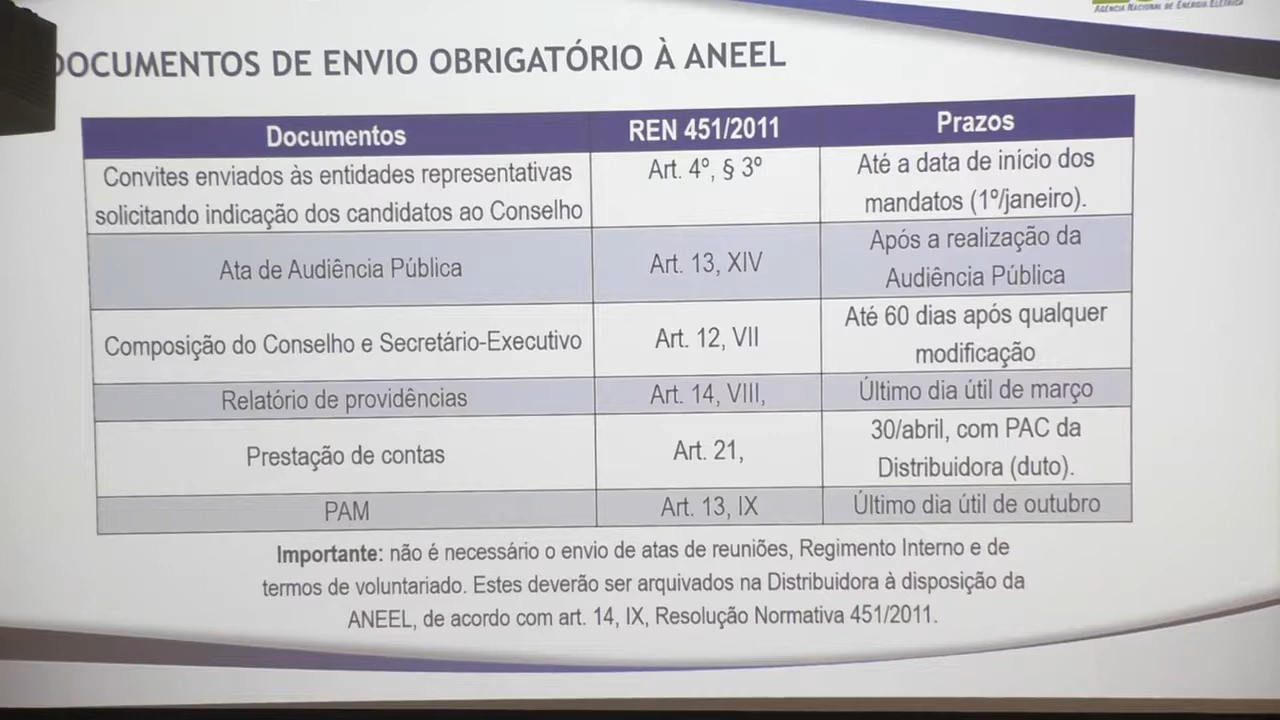 AGÊNCIA NACIONAL DE ENERGIA ELÉTRICA
DOCUMENTOS DE ENVIO OBRIGATÓRIO À ANEEL
Documentos
REN 451/2011
Prazos
Convites enviados às entidades representativas
solicitando indicação dos candidatos ao Conselho
Art. 4º, § 3º
Até a data de início dos
mandatos (1º/janeiro).
Ata de Audiência Pública
Art. 13, XIV
Após a realização da
Audiência Pública
Composição do Conselho e Secretário-Executivo
Art. 12, VII
Até 60 dias após qualquer
modificação
Relatório de providências
Art. 14, VIII,
Último dia útil de março
Prestação de contas
Art. 21,
30/abril, com PAC da
Distribuidora (duto).
PAM
Art. 13, IX
Último dia útil de outubro
Importante: não é necessário o envio de atas de reuniões, Regimento Interno e de
termos de voluntariado. Estes deverão ser arquivados na Distribuidora à disposição da
ANEEL, de acordo com art. 14, IX, Resolução Normativa 451/2011.